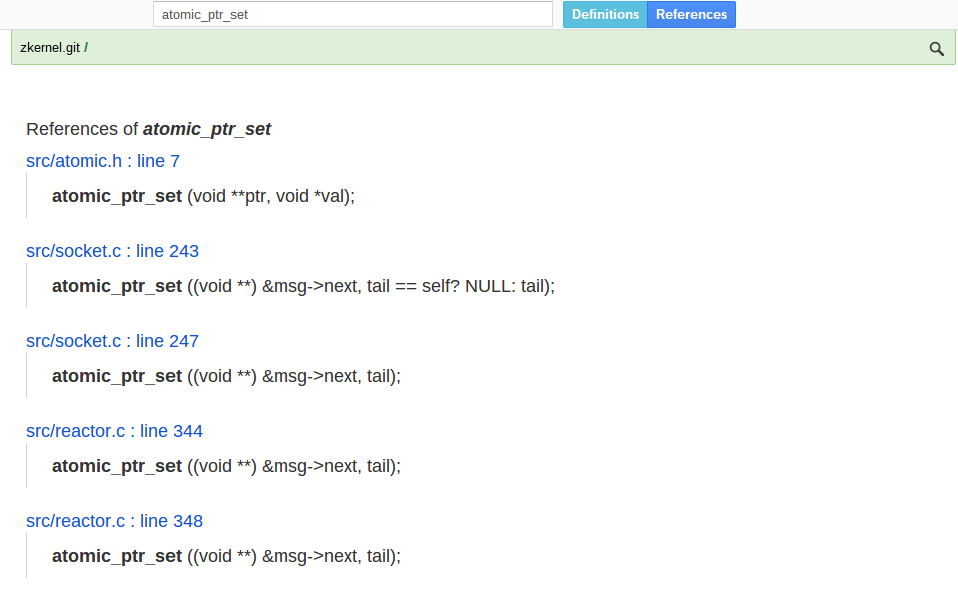 atomic_ptr_set Definitions References
zkernel.git /
References of atomic_ptr_set
src/atomic.h : line 7
atomic_ptr_set (void **ptr, void *val);
src/socket.c : line 243
atomic_ptr_set ((void **) &msg->next, tail == self? NULL: tail);
src/socket.c : line 247
atomic_ptr_set ((void **) &msg->next, tail);
src/reactor.c : line 344
atomic_ptr_set ((void **) &msg->next, tail);
src/reactor.c : line 348
atomic_ptr_set ((void **) &msg->next, tail);